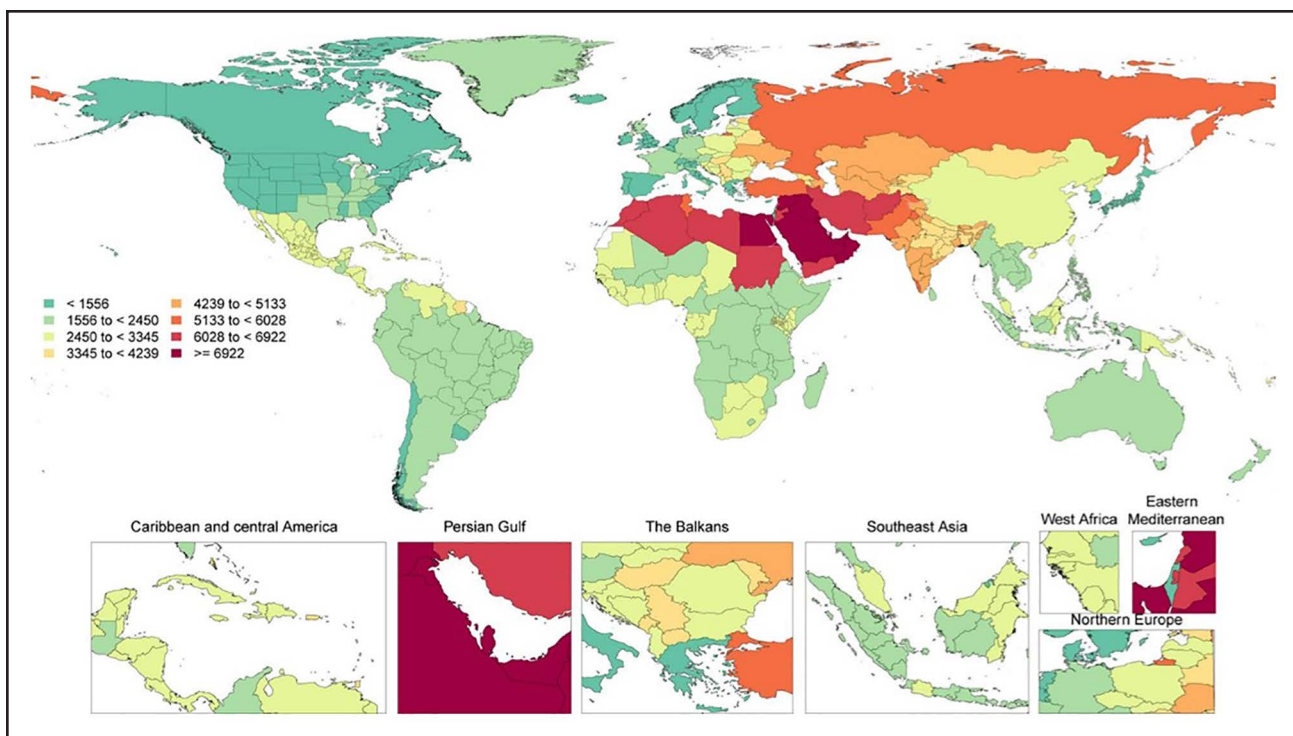 < 1556
1556 to < 2450
2450 to < 3345
3345 to < 4239
4239 to < 5133
5133 to < 6028
6028 to < 6922
>= 6922
Caribbean and central America
Persian Gulf
The Balkans
Southeast Asia
West Africa
Eastern
Mediterranean
Northern Europe